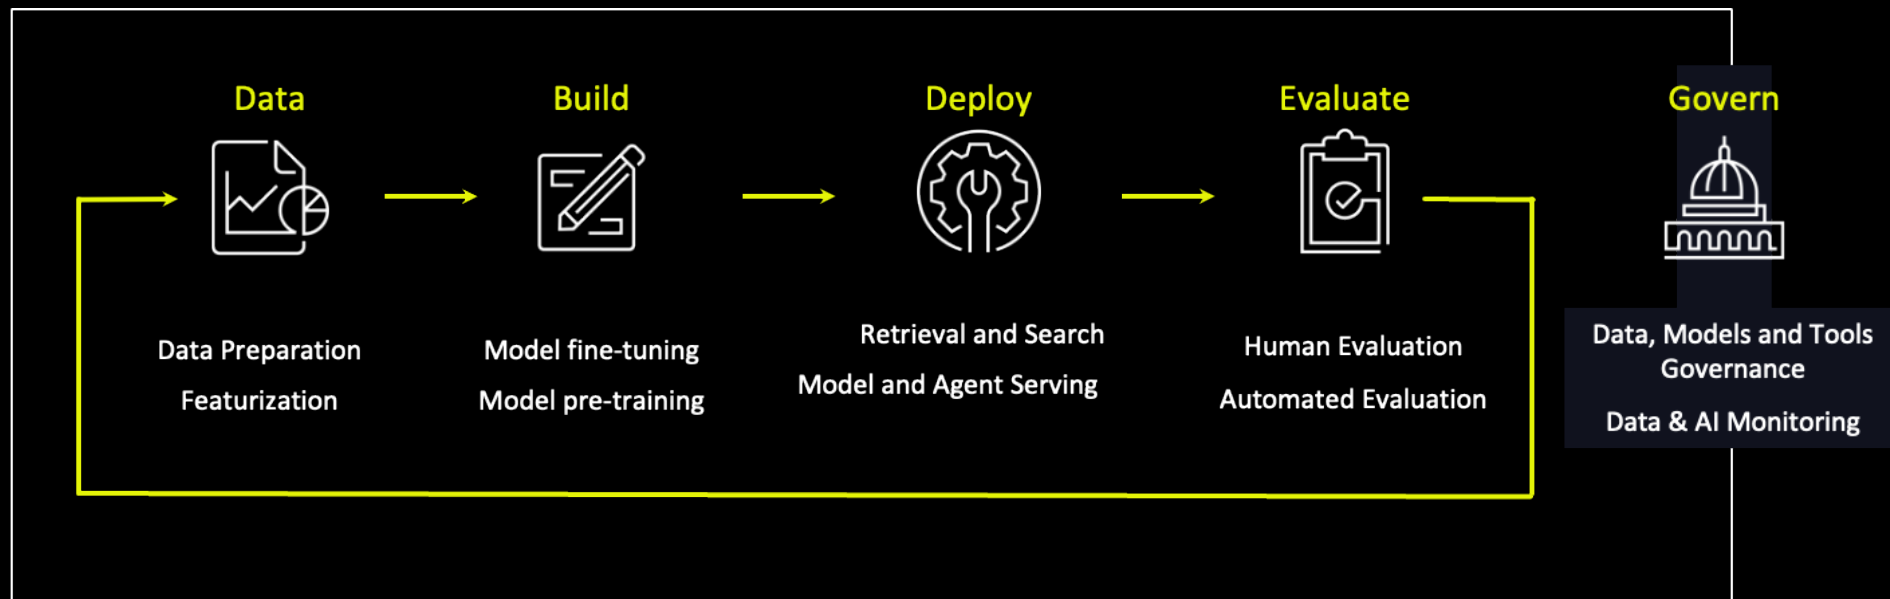 Data
Build
Deploy
Evaluate
Govern
Data Preparation
Featurization
Model fine-tuning
Model pre-training
Retrieval and Search
Model and Agent Serving
Human Evaluation
Automated Evaluation
Data, Models and Tools
Governance
Data & AI Monitoring